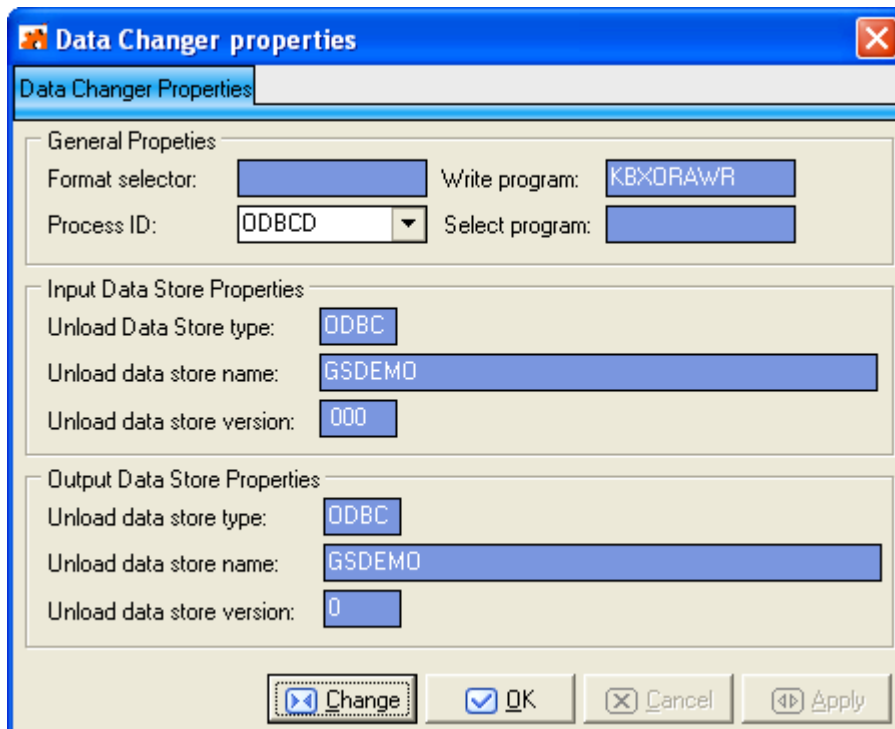 Data Changer properties
Data Changer Properties
General Propeties
Format selector: Write program: KBXORAWR
Process ID: ODBCD Select program:
Input Data Store Properties
Unload Data Store type: ODBC
Unload data store name: GSDEMO
Unload data store version: 000
Output Data Store Properties
Unload data store type: ODBC
Unload data store name: GSDEMO
Unload data store version: 0
Change OK Cancel Apply